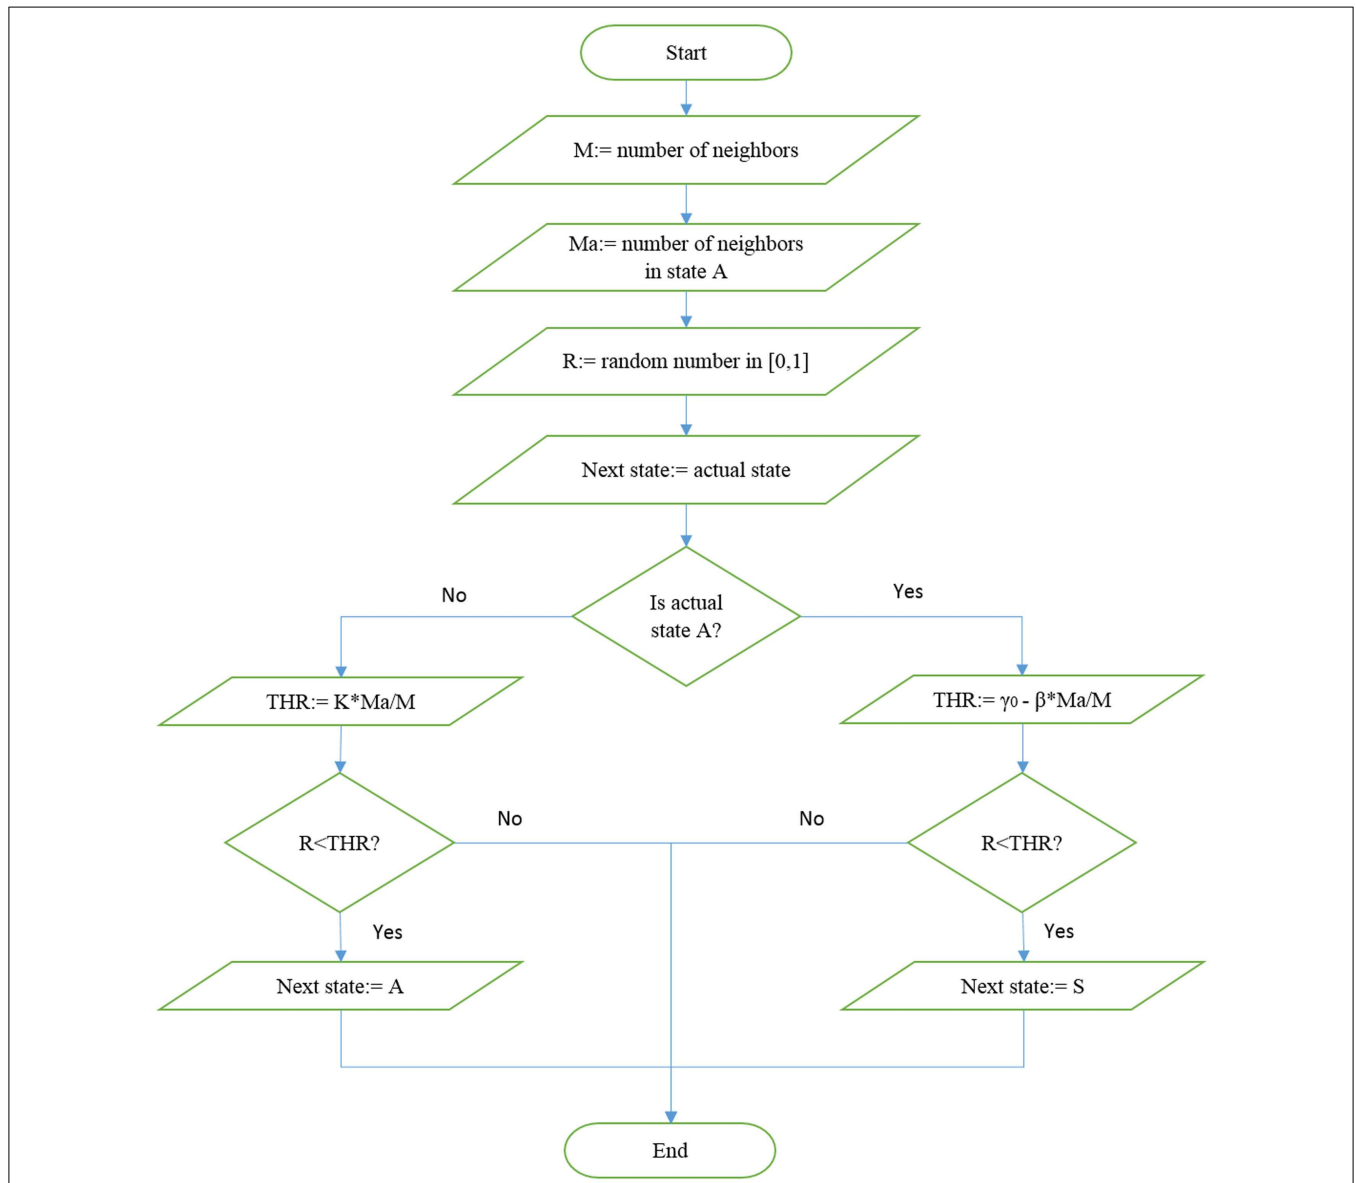 Start
M:= number of neighbors
Ma:= number of neighbors
in state A
R:= random number in [0,1]
Next state:= actual state
Is actual
state A?
No
Yes
THR:= K*Ma/M
THR:= γ₀ - β*Ma/M
R<THR?
No
No
R<THR?
Yes
Yes
Next state:= A
Next state:= S
End